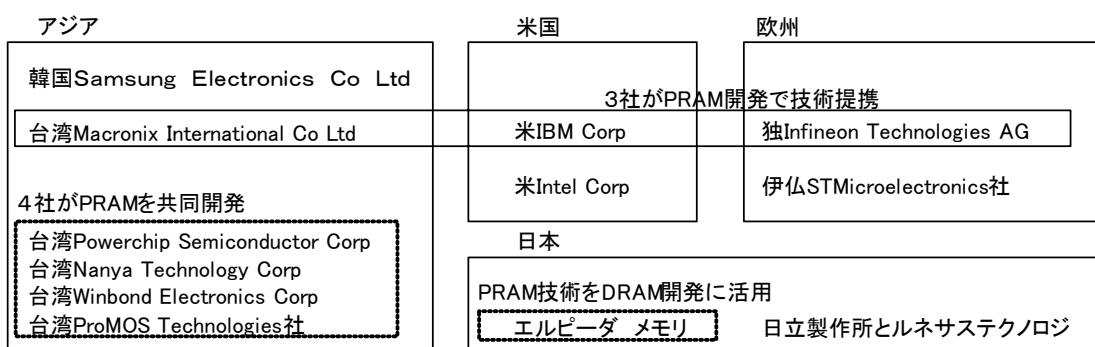 アジア
韓国Samsung Electronics Co Ltd
台湾Macronix International Co Ltd
4社がPRAMを共同開発
台湾Powerchip Semiconductor Corp
台湾Nanya Technology Corp
台湾Winbond Electronics Corp
台湾ProMOS Technologies社
米国
欧州
3社がPRAM開発で技術提携
米IBM Corp
独Infineon Technologies AG
米Intel Corp
伊仏STMicroelectronics社
日本
PRAM技術をDRAM開発に活用
エルピーダ メモリ
日立製作所とルネサステクノロジ